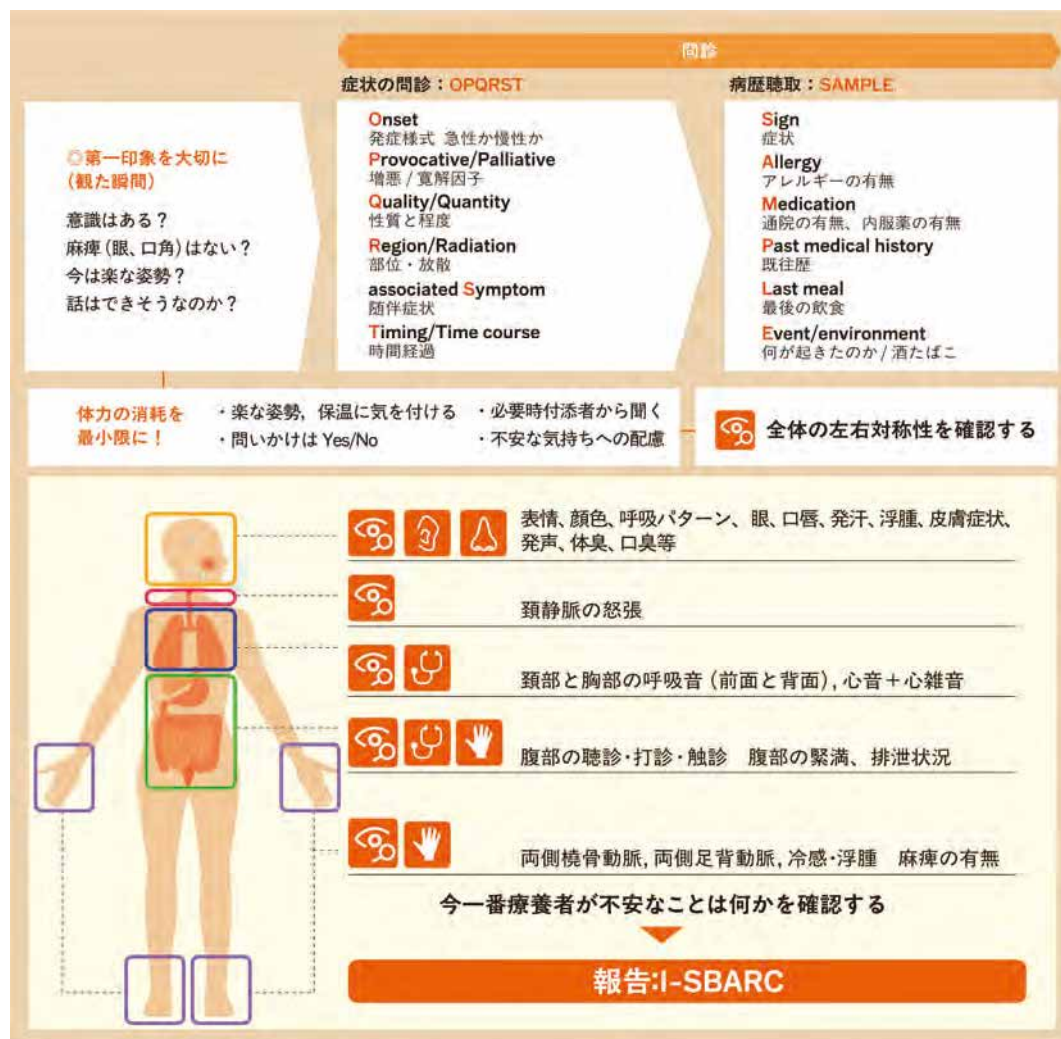 問診
症状の問診：OPQRST
病歴聴取：SAMPLE
◎第一印象を大切に
(観た瞬間)
意識はある？
麻痺(眼、口角)はない？
今は楽な姿勢？
話はできそうなのか？
Onset
発症様式 急性か慢性か
Provocative/Palliative
増悪 / 寛解因子
Quality/Quantity
性質と程度
Region/Radiation
部位・放散
associated Symptom
随伴症状
Timing/Time course
時間経過
Sign
症状
Allergy
アレルギーの有無
Medication
通院の有無、内服薬の有無
Past medical history
既往歴
Last meal
最後の飲食
Event/environment
何が起きたのか / 酒たばこ
体力の消耗を
最小限に！
・楽な姿勢，保温に気を付ける
・問いかけは Yes/No
・必要時付添者から聞く
・不安な気持ちへの配慮
全体の左右対称性を確認する
表情、顔色、呼吸パターン、眼、口唇、発汗、浮腫、皮膚症状、
発声、体臭、口臭等
頚静脈の怒張
頚部と胸部の呼吸音 (前面と背面)，心音＋心雑音
腹部の聴診・打診・触診　腹部の緊満、排泄状況
両側橈骨動脈，両側足背動脈，冷感・浮腫　麻痺の有無
今一番療養者が不安なことは何かを確認する
報告:I-SBARC